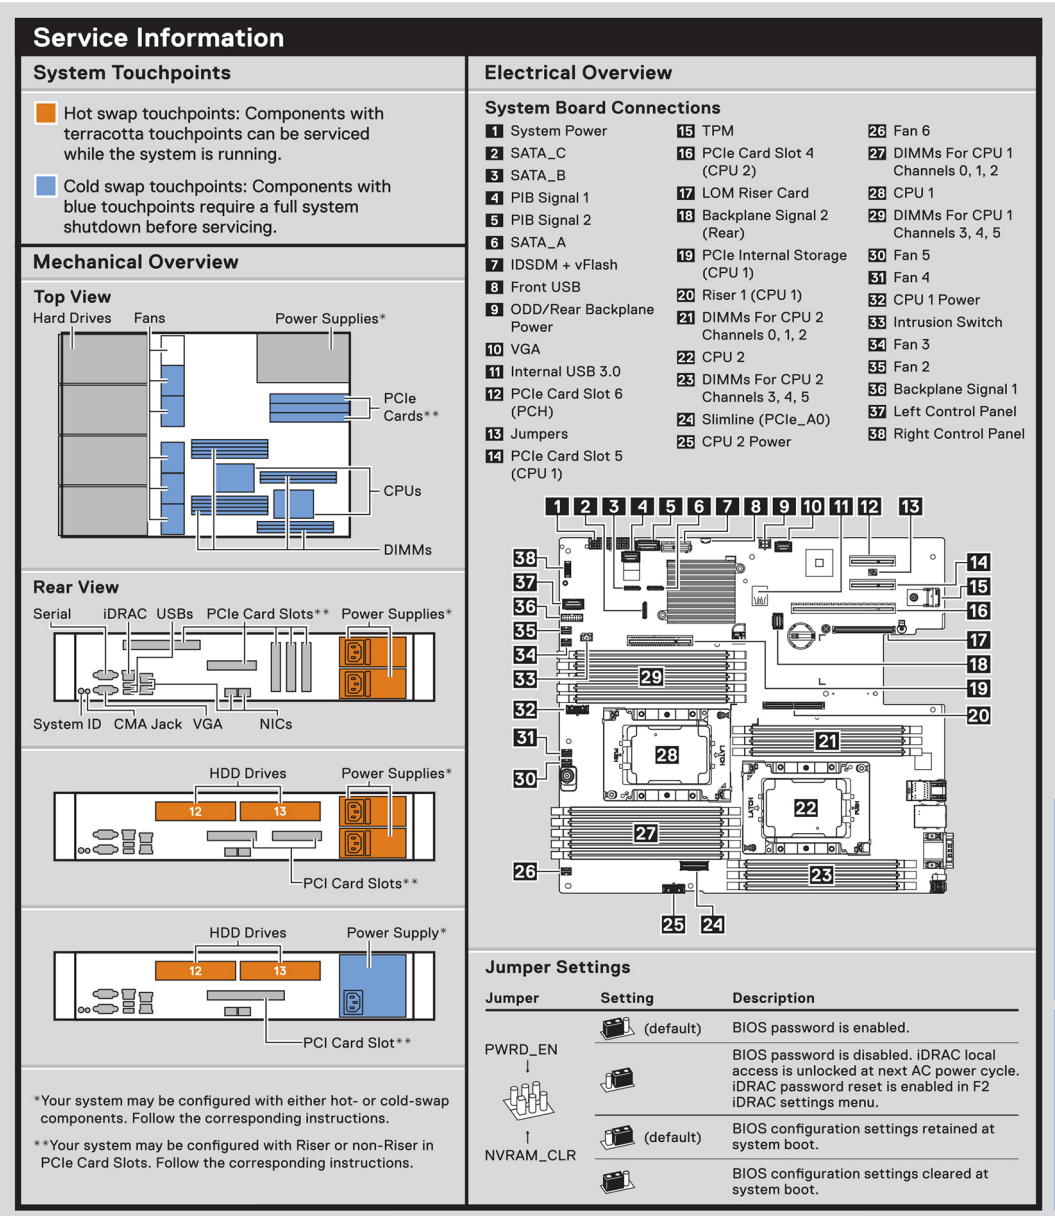 Service Information
System Touchpoints
Hot swap touchpoints: Components with
terracotta touchpoints can be serviced
while the system is running.
Cold swap touchpoints: Components with
blue touchpoints require a full system
shutdown before servicing.
Mechanical Overview
Top View
Hard Drives Fans Power Supplies*
PCIe
Cards**
CPUs
DIMMs
Rear View
Serial iDRAC USBs PCIe Card Slots** Power Supplies*
System ID CMA Jack VGA NICs
HDD Drives Power Supplies*
12 13
PCI Card Slots**
HDD Drives Power Supply*
12 13
PCI Card Slot**
*Your system may be configured with either hot- or cold-swap
components. Follow the corresponding instructions.
**Your system may be configured with Riser or non-Riser in
PCIe Card Slots. Follow the corresponding instructions.
Electrical Overview
System Board Connections
1 System Power
2 SATA_C
3 SATA_B
4 PIB Signal 1
5 PIB Signal 2
6 SATA_A
7 IDSDM + vFlash
8 Front USB
9 ODD/Rear Backplane
Power
10 VGA
11 Internal USB 3.0
12 PCIe Card Slot 6
(PCH)
13 Jumpers
14 PCIe Card Slot 5
(CPU 1)
15 TPM
16 PCIe Card Slot 4
(CPU 2)
17 LOM Riser Card
18 Backplane Signal 2
(Rear)
19 PCIe Internal Storage
(CPU 1)
20 Riser 1 (CPU 1)
21 DIMMs For CPU 2
Channels 0, 1, 2
22 CPU 2
23 DIMMs For CPU 2
Channels 3, 4, 5
24 Slimline (PCIe_A0)
25 CPU 2 Power
26 Fan 6
27 DIMMs For CPU 1
Channels 0, 1, 2
28 CPU 1
29 DIMMs For CPU 1
Channels 3, 4, 5
30 Fan 5
31 Fan 4
32 CPU 1 Power
33 Intrusion Switch
34 Fan 3
35 Fan 2
36 Backplane Signal 1
37 Left Control Panel
38 Right Control Panel
1 2 3 4 5 6 7 8 9 10 11 12 13
38
14
37
15
36
16
35
17
34
18
33
29
19
32
20
31
21
28
LATCH
PUSH
30
22
LATCH
PUSH
27
26
23
25 24
Jumper Settings
Jumper Setting Description
PWRD_EN
NVRAM_CLR
(default) BIOS password is enabled.
BIOS password is disabled. iDRAC local
access is unlocked at next AC power cycle.
iDRAC password reset is enabled in F2
iDRAC settings menu.
(default) BIOS configuration settings retained at
system boot.
BIOS configuration settings cleared at
system boot.